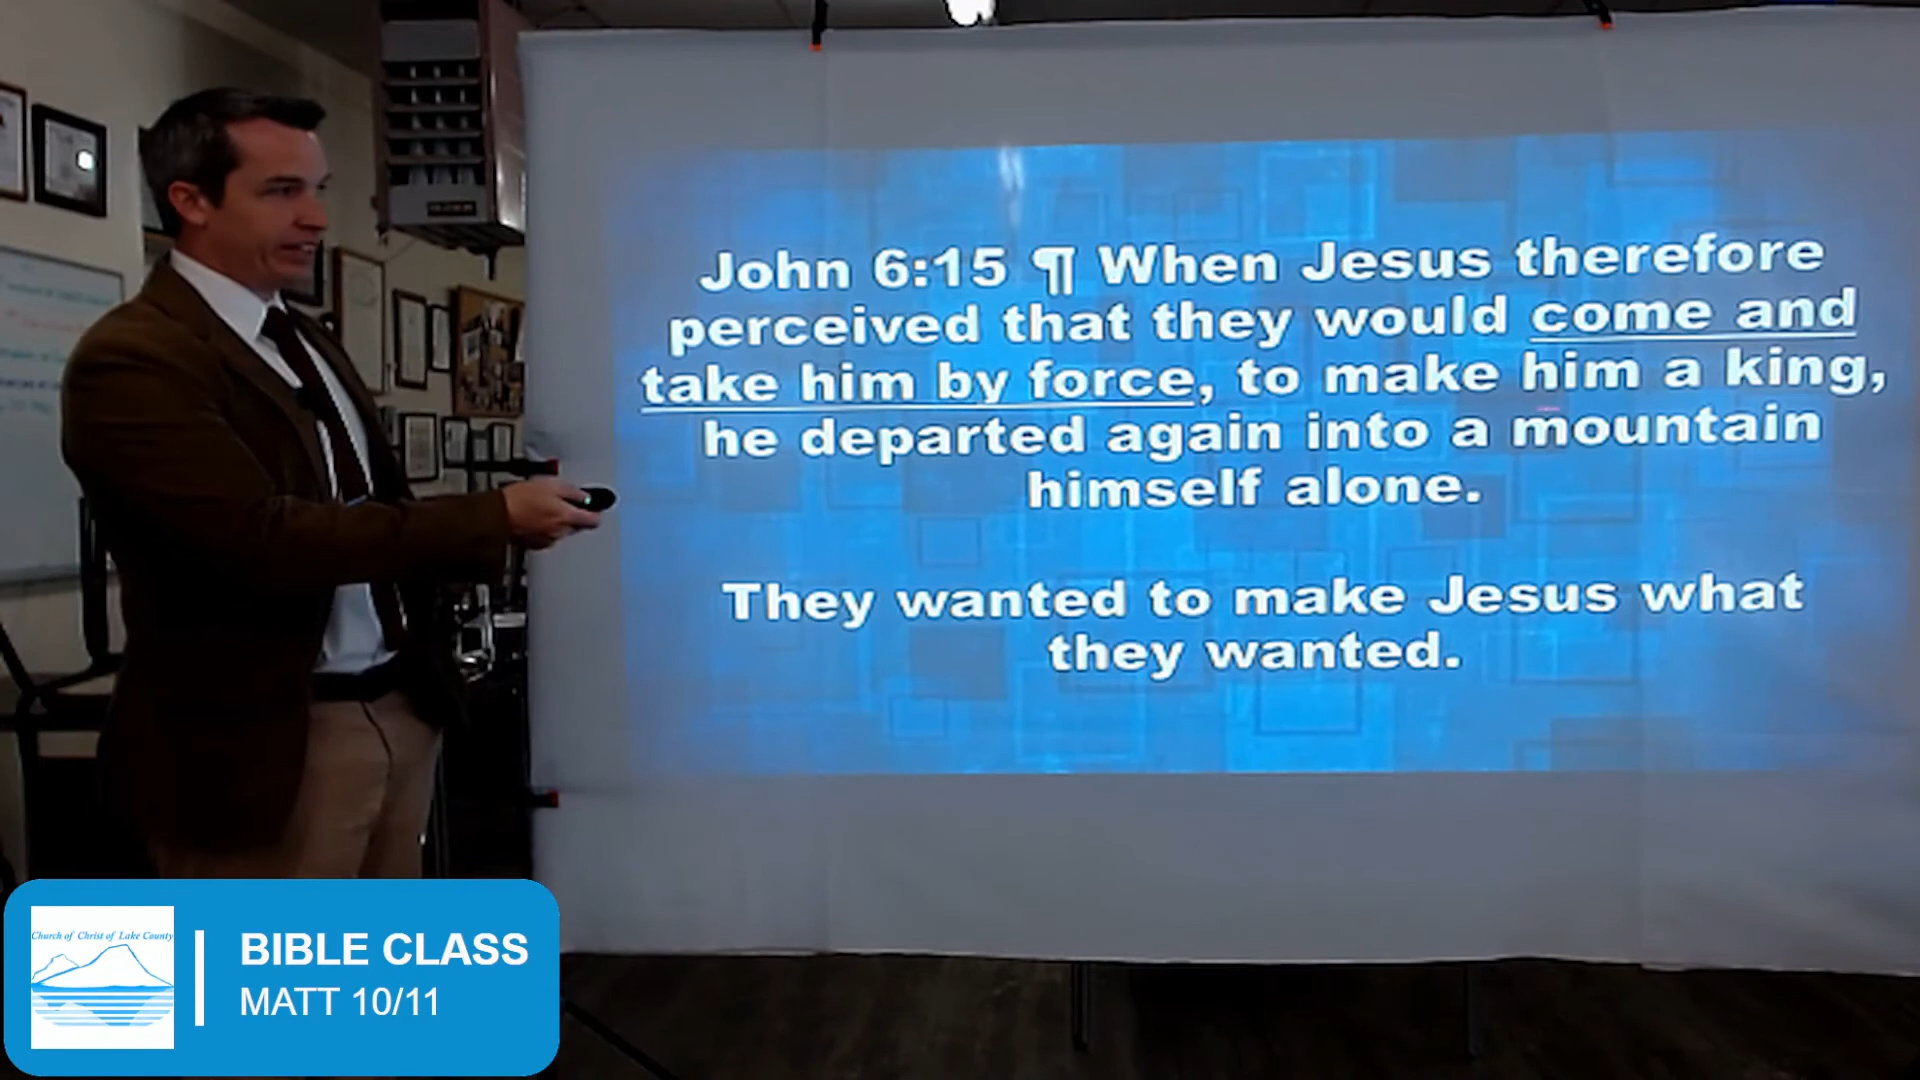 John 6:15 ¶ When Jesus therefore
perceived that they would come and
take him by force, to make him a king,
he departed again into a mountain
himself alone.
They wanted to make Jesus what
they wanted.
Church of Christ of Lake County
BIBLE CLASS
MATT 10/11